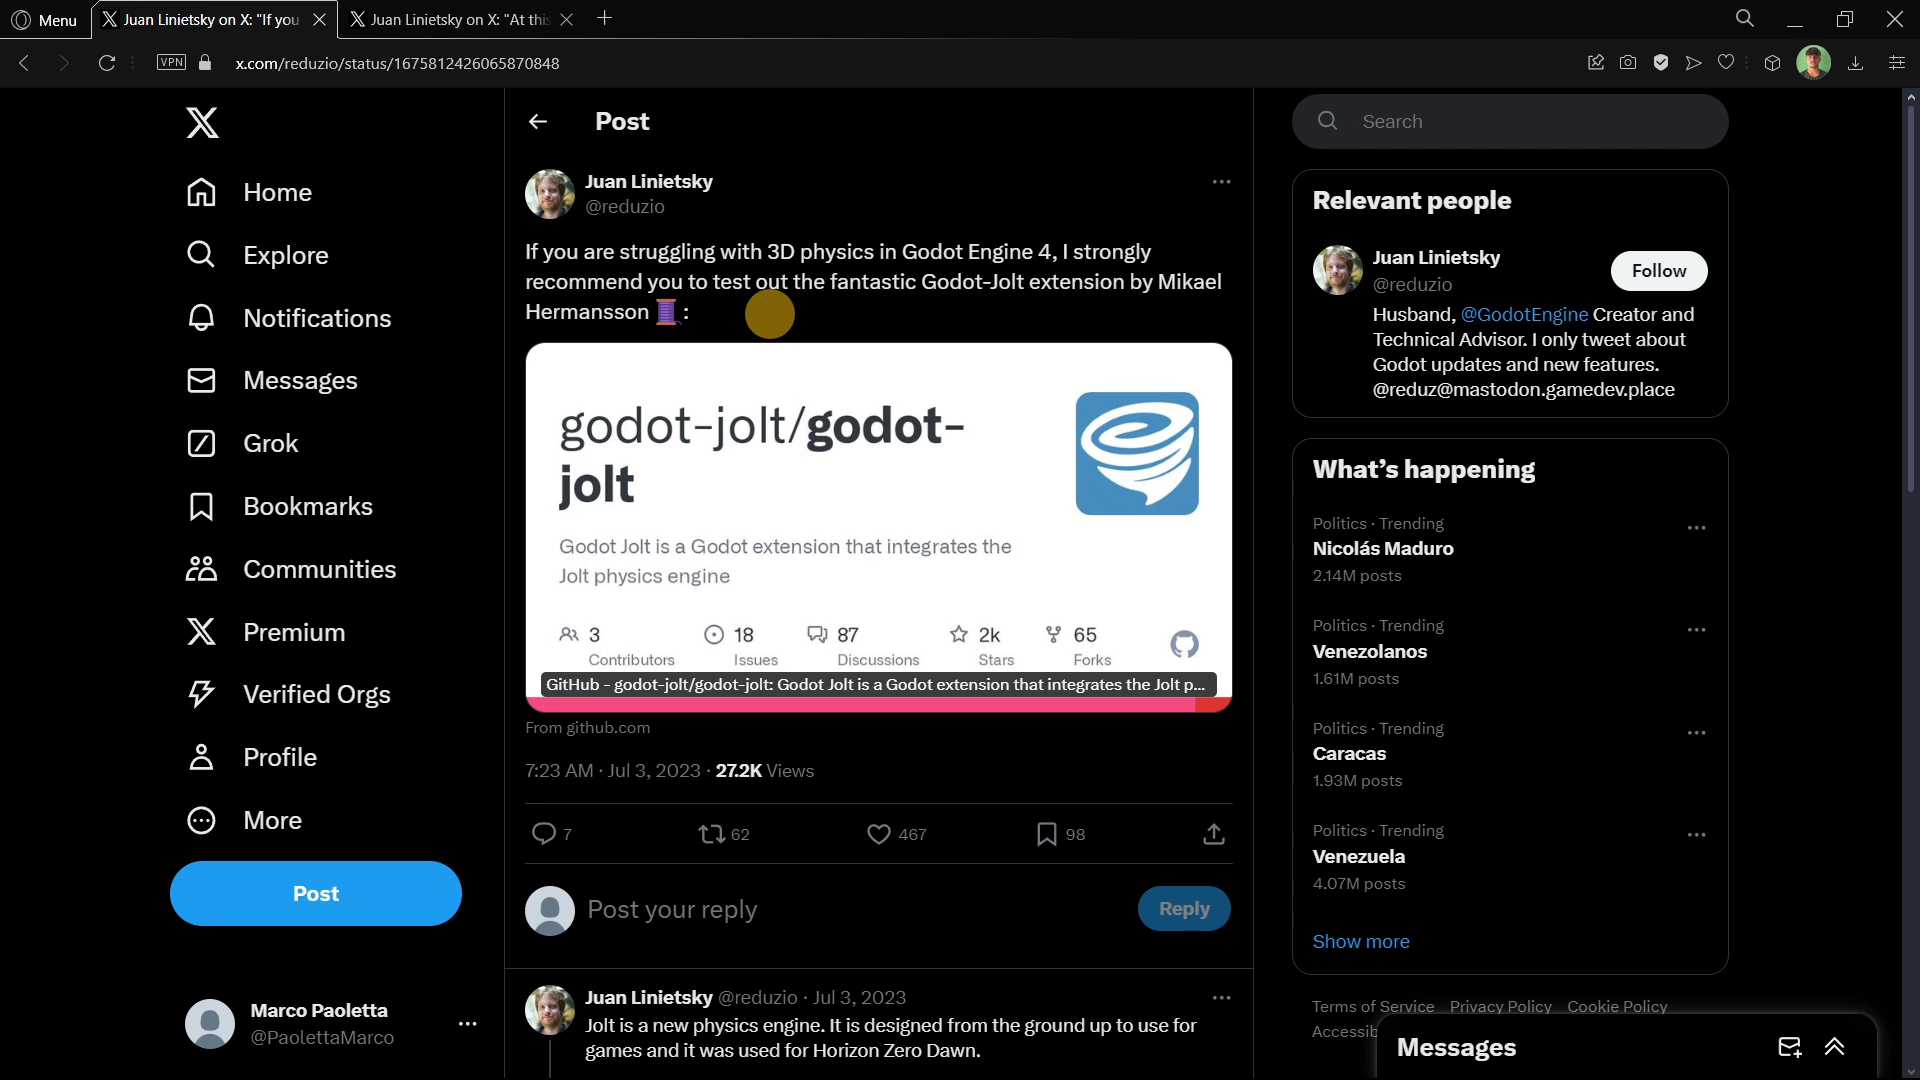 Menu
Juan Linietsky on X: "If you
Juan Linietsky on X: "At this
VPN
x.com/reduzio/status/1675812426065870848
Home
Explore
Notifications
Messages
Grok
Bookmarks
Communities
Premium
Verified Orgs
Profile
More
Post
Marco Paoletta
@PaolettaMarco
Post
Juan Linietsky
@reduzio
If you are struggling with 3D physics in Godot Engine 4, I strongly
recommend you to test out the fantastic Godot-Jolt extension by Mikael
Hermansson 🧵:
godot-jolt/godot-
jolt
Godot Jolt is a Godot extension that integrates the
Jolt physics engine
3
Contributors
18
Issues
87
Discussions
2k
Stars
65
Forks
GitHub - godot-jolt/godot-jolt: Godot Jolt is a Godot extension that integrates the Jolt p...
From github.com
7:23 AM · Jul 3, 2023 · 27.2K Views
7
62
467
98
Post your reply
Reply
Juan Linietsky @reduzio · Jul 3, 2023
Jolt is a new physics engine. It is designed from the ground up to use for
games and it was used for Horizon Zero Dawn.
Search
Relevant people
Juan Linietsky
@reduzio
Follow
Husband, @GodotEngine Creator and
Technical Advisor. I only tweet about
Godot updates and new features.
@reduz@mastodon.gamedev.place
What's happening
Politics · Trending
Nicolás Maduro
2.14M posts
Politics · Trending
Venezolanos
1.61M posts
Politics · Trending
Caracas
1.93M posts
Politics · Trending
Venezuela
4.07M posts
Show more
Terms of Service Privacy Policy Cookie Policy
Accessib
Messages